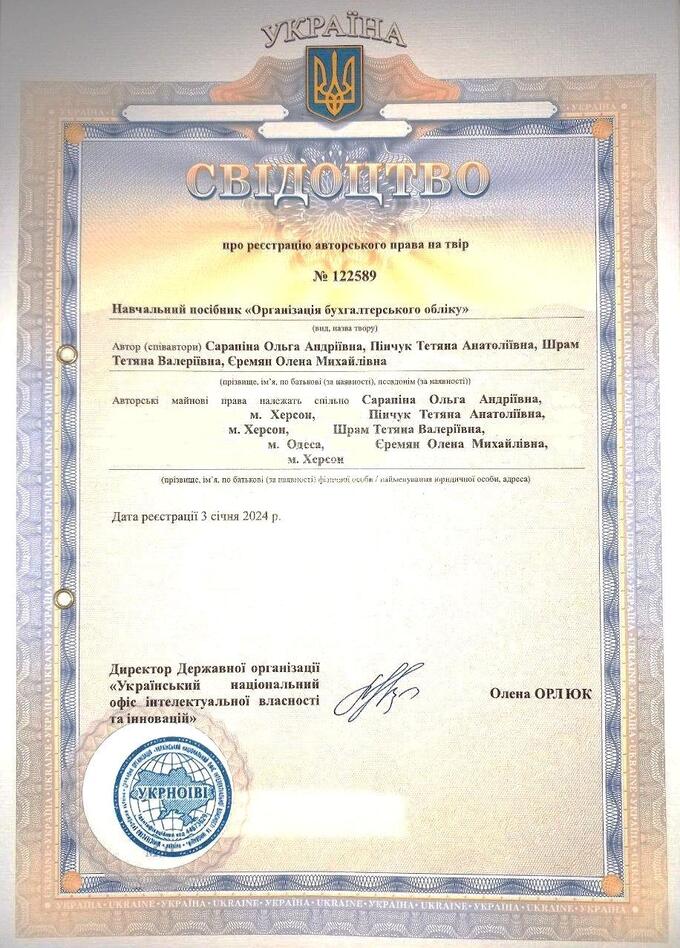 УКРАЇНА
СВІДОЦТВО
про реєстрацію авторського права на твір
№ 122589
Навчальний посібник «Організація бухгалтерського обліку»
(вид, назва твору)
Автор (співавтори) Сарапіна Ольга Андріївна, Пінчук Тетяна Анатоліївна, Шрам
Тетяна Валеріївна, Єремян Олена Михайлівна
(прізвище, ім’я, по батькові (за наявності), псевдонім (за наявності))
Авторські майнові права належать спільно Сарапіна Ольга Андріївна,
м. Херсон, Пінчук Тетяна Анатоліївна,
м. Херсон, Шрам Тетяна Валеріївна,
м. Одеса, Єремян Олена Михайлівна,
м. Херсон
(прізвище, ім’я, по батькові (за наявності) фізичної особи / найменування юридичної особи, адреса)
Дата реєстрації 3 січня 2024 р.
Директор Державної організації
«Український національний
офіс інтелектуальної власності
та інновацій»
Олена ОРЛЮК
УКРНОІВІ